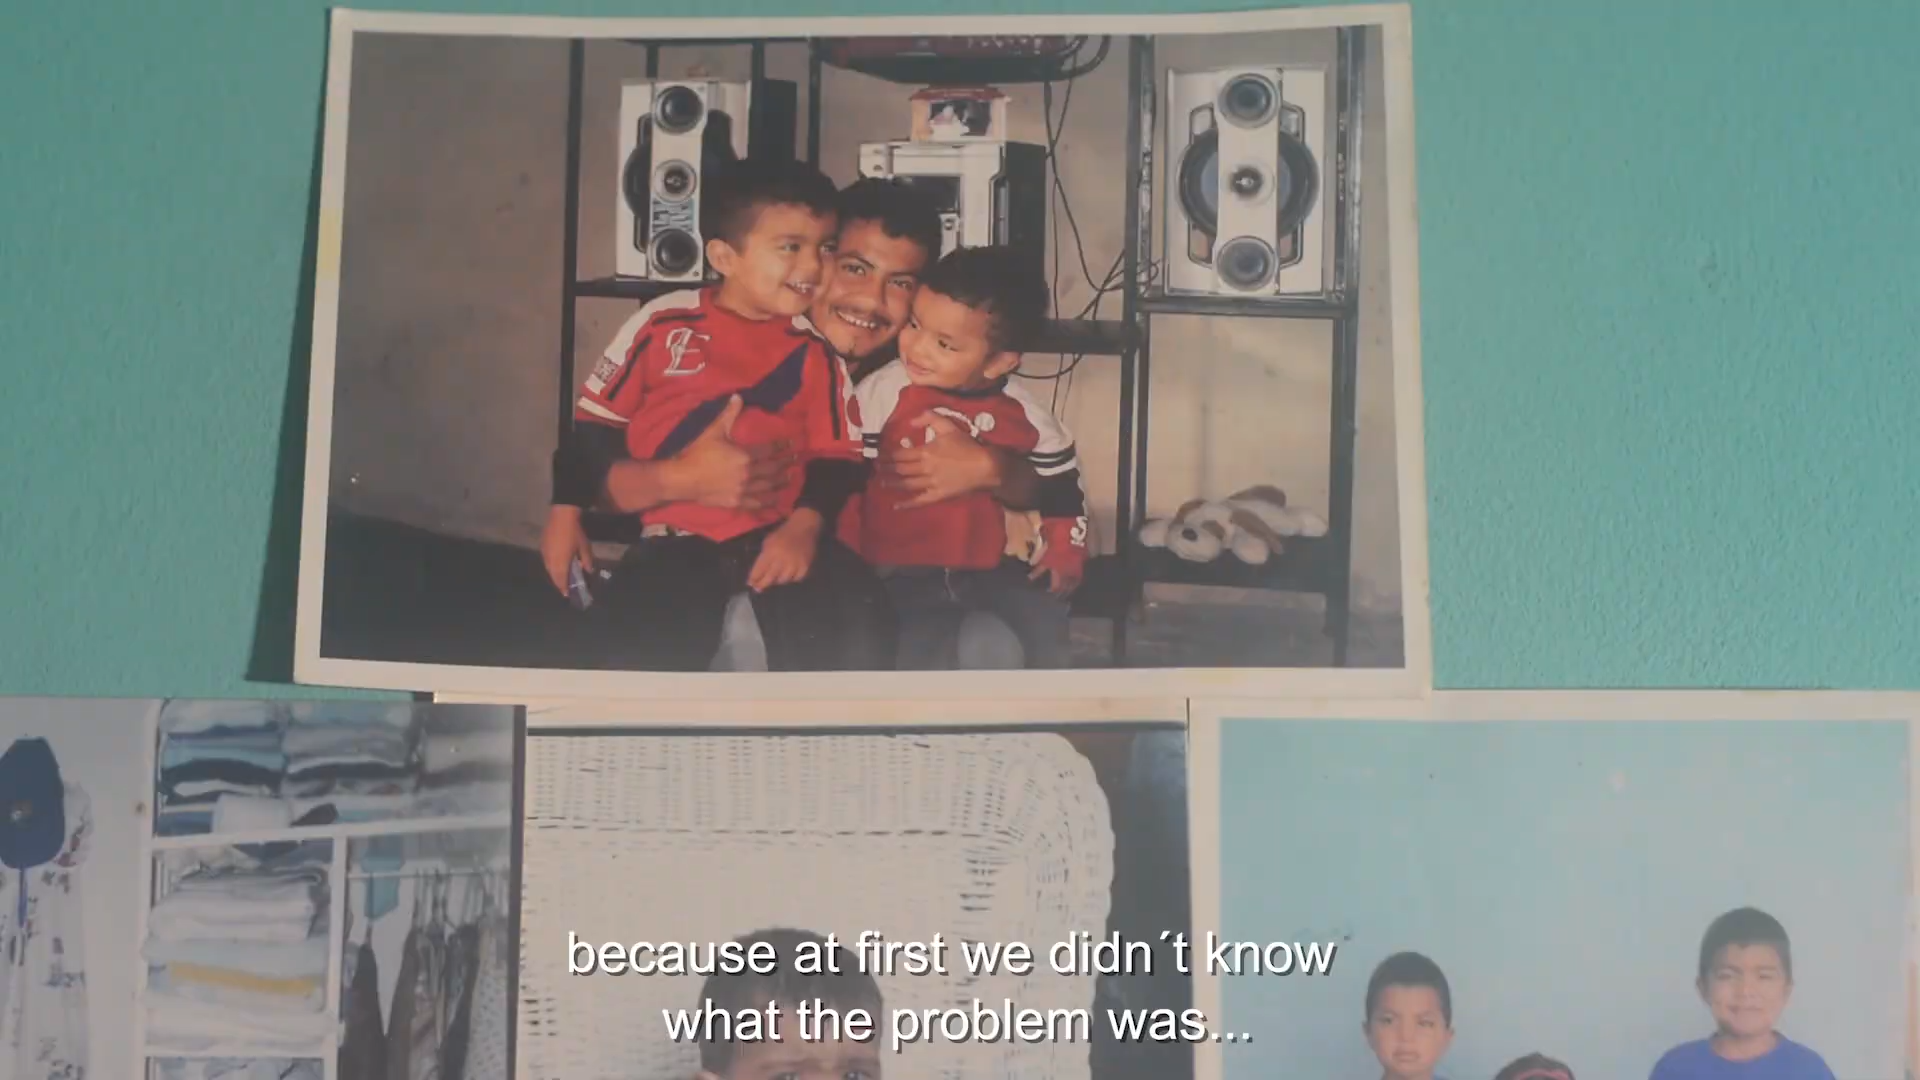 E
because at first we didn´t know
what the problem was...